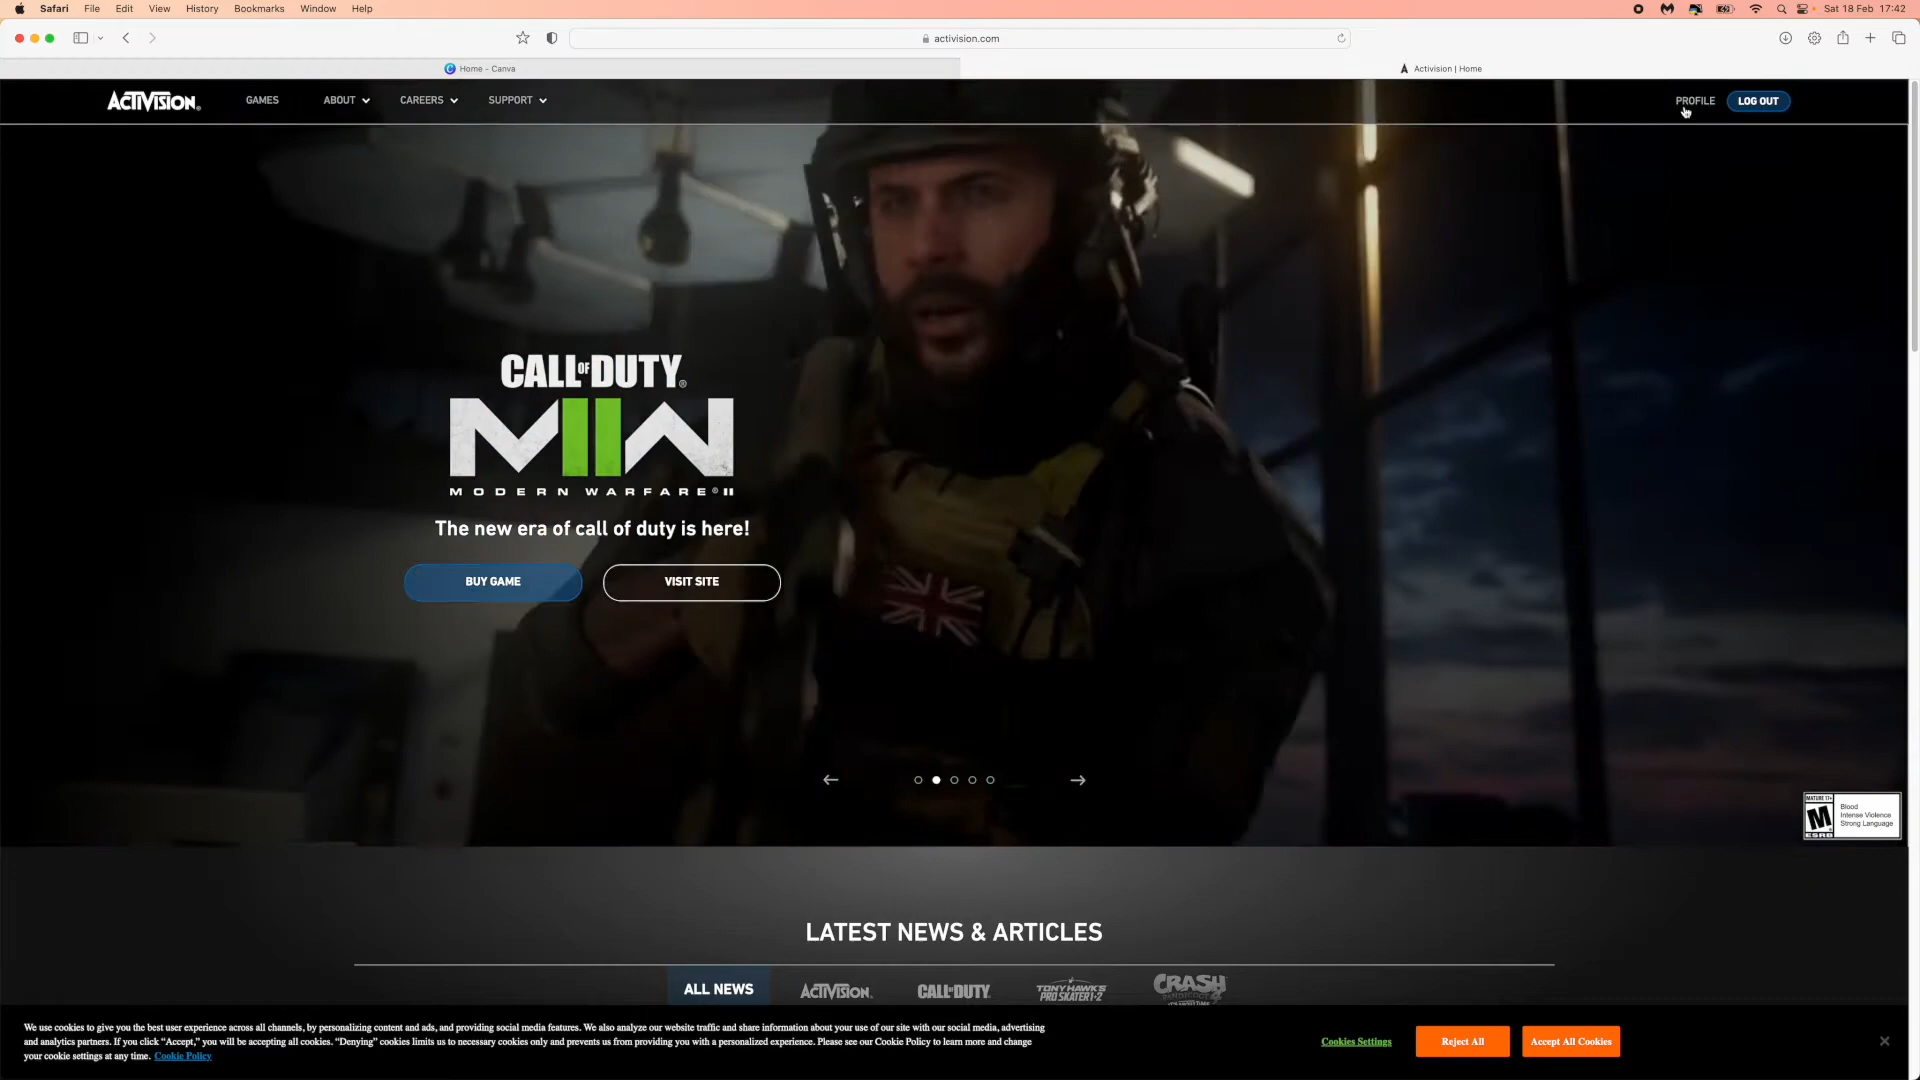 Safari File Edit View History Bookmarks Window Help Sat 18 Feb 17:42
activision.com
Home - Canva Activision | Home
ACTIVISION. GAMES ABOUT CAREERS SUPPORT PROFILE LOG OUT
CALL OF DUTY®
MIIW
MODERN WARFARE® II
The new era of call of duty is here!
BUY GAME VISIT SITE
MATURE 17+
M
ESRB
Blood
Intense Violence
Strong Language
LATEST NEWS & ARTICLES
ALL NEWS ACTIVISION. CALL OF DUTY. TONY HAWK'S PRO SKATER 1+2 CRASH BANDICOOT 4
We use cookies to give you the best user experience across all channels, by personalizing content and ads, and providing social media features. We also analyze our website traffic and share information about your use of our site with our social media, advertising
and analytics partners. If you click “Accept,” you will be accepting all cookies. “Denying” cookies limits us to necessary cookies only and prevents us from providing you with a personalized experience. Please see our Cookie Policy to learn more and change
your cookie settings at any time. Cookie Policy
Cookies Settings Reject All Accept All Cookies